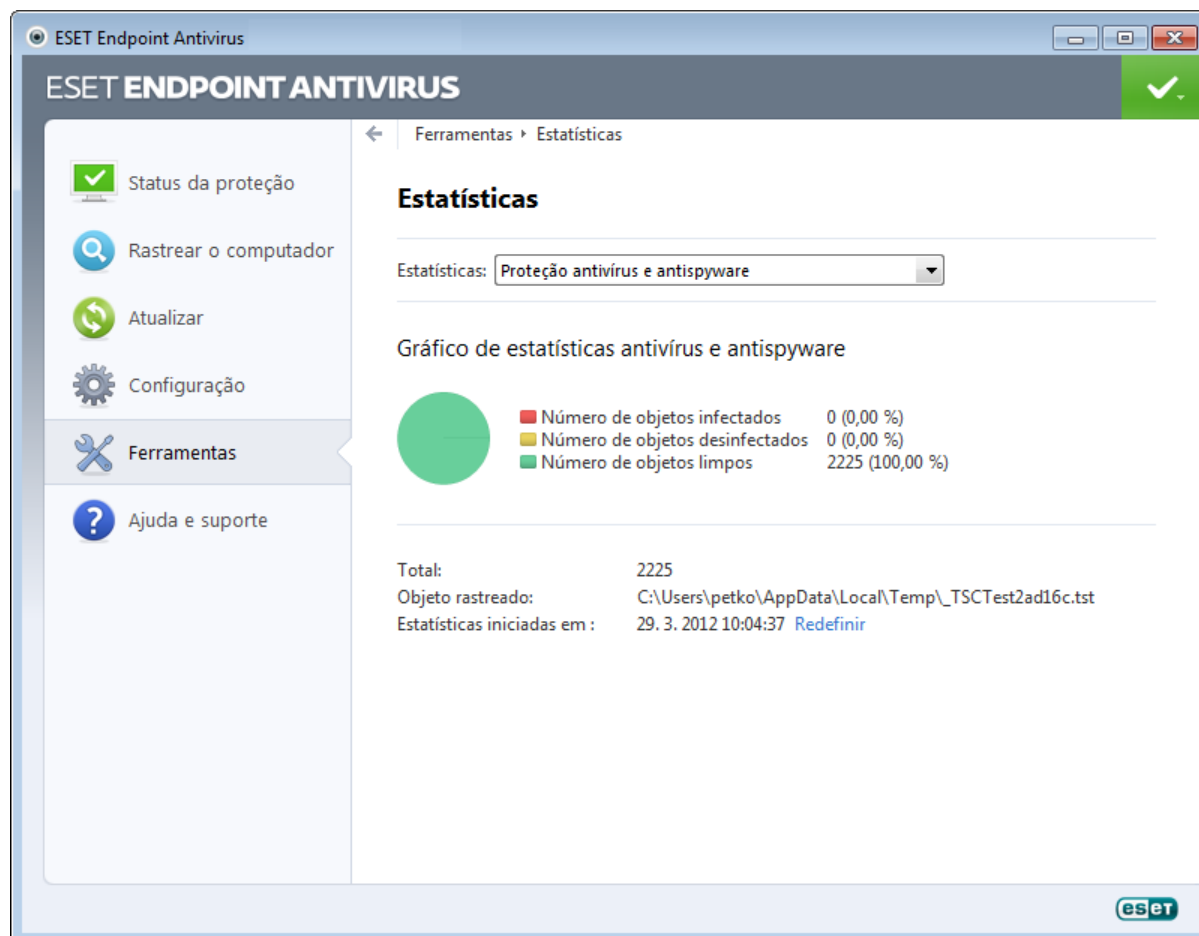 ESET Endpoint Antivirus
ESET ENDPOINT ANTIVIRUS
Ferramentas Estatísticas
Status da proteção
Rastrear o computador
Atualizar
Configuração
Ferramentas
Ajuda e suporte
Estatísticas
Estatísticas: Proteção antivírus e antispyware
Gráfico de estatísticas antivírus e antispyware
Número de objetos infectados 0 (0,00 %)
Número de objetos desinfectados 0 (0,00 %)
Número de objetos limpos 2225 (100,00 %)
Total: 2225
Objeto rastreado: C:\Users\petko\AppData\Local\Temp\_TSCTest2ad16c.tst
Estatísticas iniciadas em : 29. 3. 2012 10:04:37 Redefinir
eset